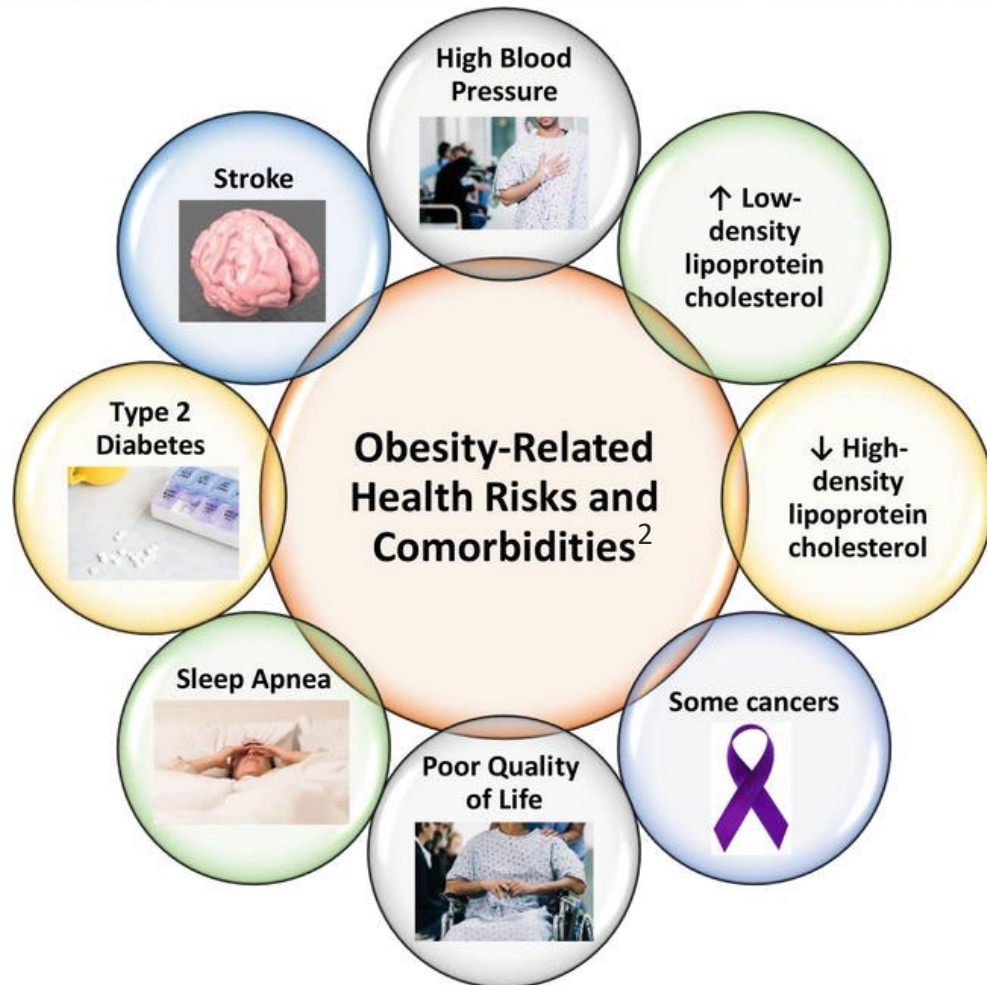 High Blood
Pressure
↑ Low-
density
lipoprotein
cholesterol
↓ High-
density
lipoprotein
cholesterol
Some cancers
Poor Quality
of Life
Sleep Apnea
Type 2
Diabetes
Stroke
Obesity-Related
Health Risks and
Comorbidities2